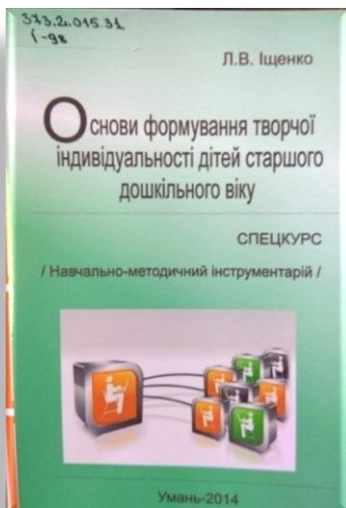 373.2.015.31
І-98
Л.В. Іщенко
Основи формування творчої
індивідуальності дітей старшого
дошкільного віку
СПЕЦКУРС
/ Навчально-методичний інструментарій /
Умань-2014